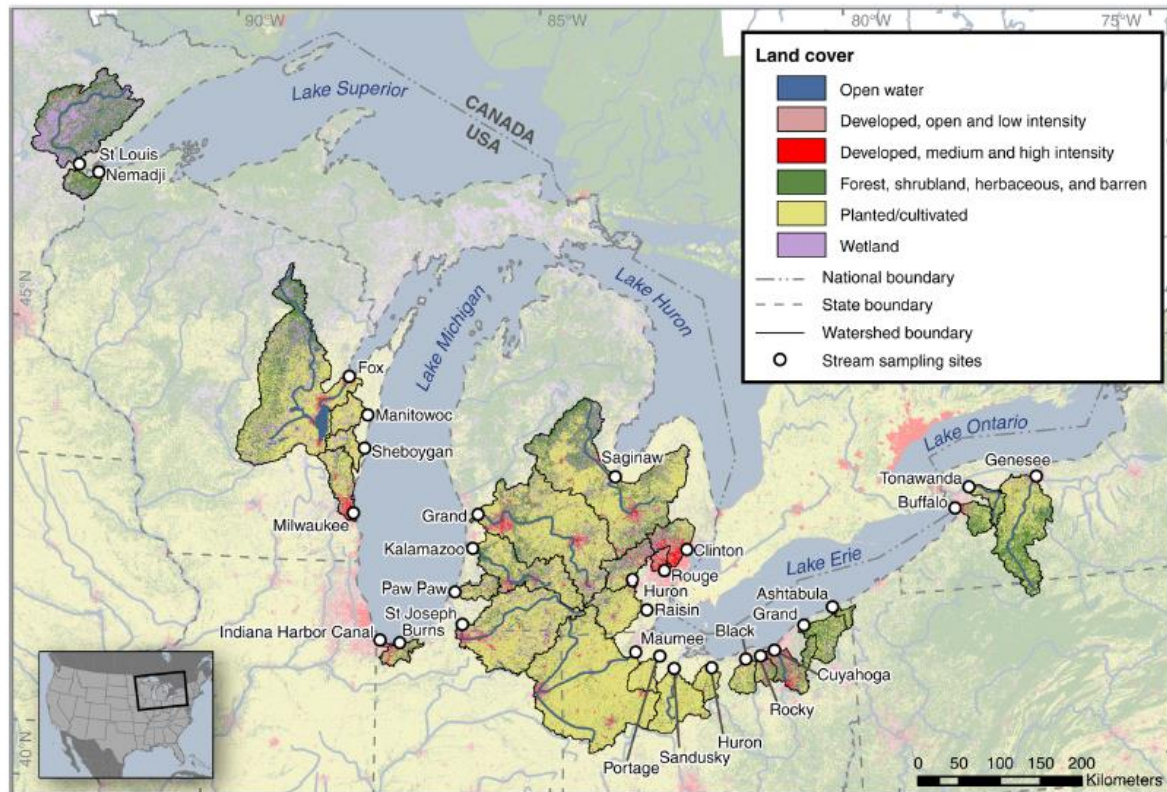 90°W
85°W
80°W
75°W
45°N
40°N
Land cover
Open water
Developed, open and low intensity
Developed, medium and high intensity
Forest, shrubland, herbaceous, and barren
Planted/cultivated
Wetland
National boundary
State boundary
Watershed boundary
Stream sampling sites
Lake Superior
CANADA
USA
St Louis
Nemadji
Lake Michigan
Lake Huron
Fox
Manitowoc
Sheboygan
Milwaukee
Saginaw
Grand
Kalamazoo
Paw Paw
St Joseph
Burns
Indiana Harbor Canal
Clinton
Rouge
Huron
Raisin
Maumee
Portage
Sandusky
Huron
Black
Rocky
Cuyahoga
Grand
Ashtabula
Lake Erie
Lake Ontario
Tonawanda
Buffalo
Genesee
0 50 100 150 200
Kilometers